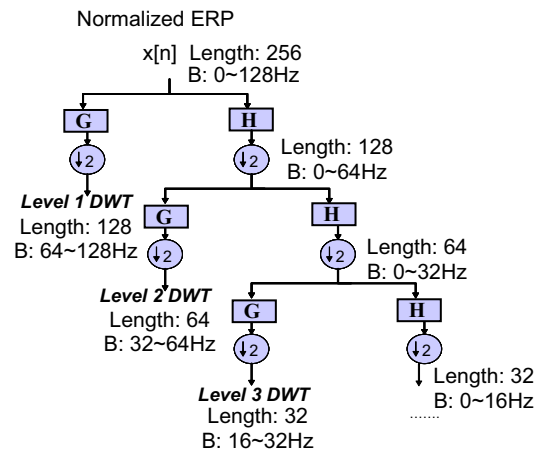 Normalized ERP
x[n] Length: 256
B: 0~128Hz
G
H
↓2
↓2
Length: 128
B: 0~64Hz
Level 1 DWT
Length: 128
B: 64~128Hz
G
H
↓2
↓2
Length: 64
B: 0~32Hz
Level 2 DWT
Length: 64
B: 32~64Hz
G
H
↓2
↓2
Length: 32
B: 0~16Hz
.......
Level 3 DWT
Length: 32
B: 16~32Hz